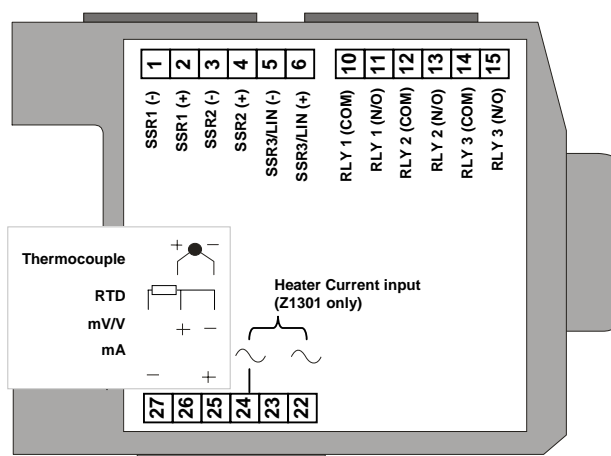 1 2 3 4 5 6 10 11 12 13 14 15
SSR1 (-)
SSR1 (+)
SSR2 (-)
SSR2 (+)
SSR3/LIN (-)
SSR3/LIN (+)
RLY 1 (COM)
RLY 1 (N/O)
RLY 2 (COM)
RLY 2 (N/O)
RLY 3 (COM)
RLY 3 (N/O)
Thermocouple + −
RTD
mV/V + −
mA
− +
Heater Current input
(Z1301 only)
27 26 25 24 23 22